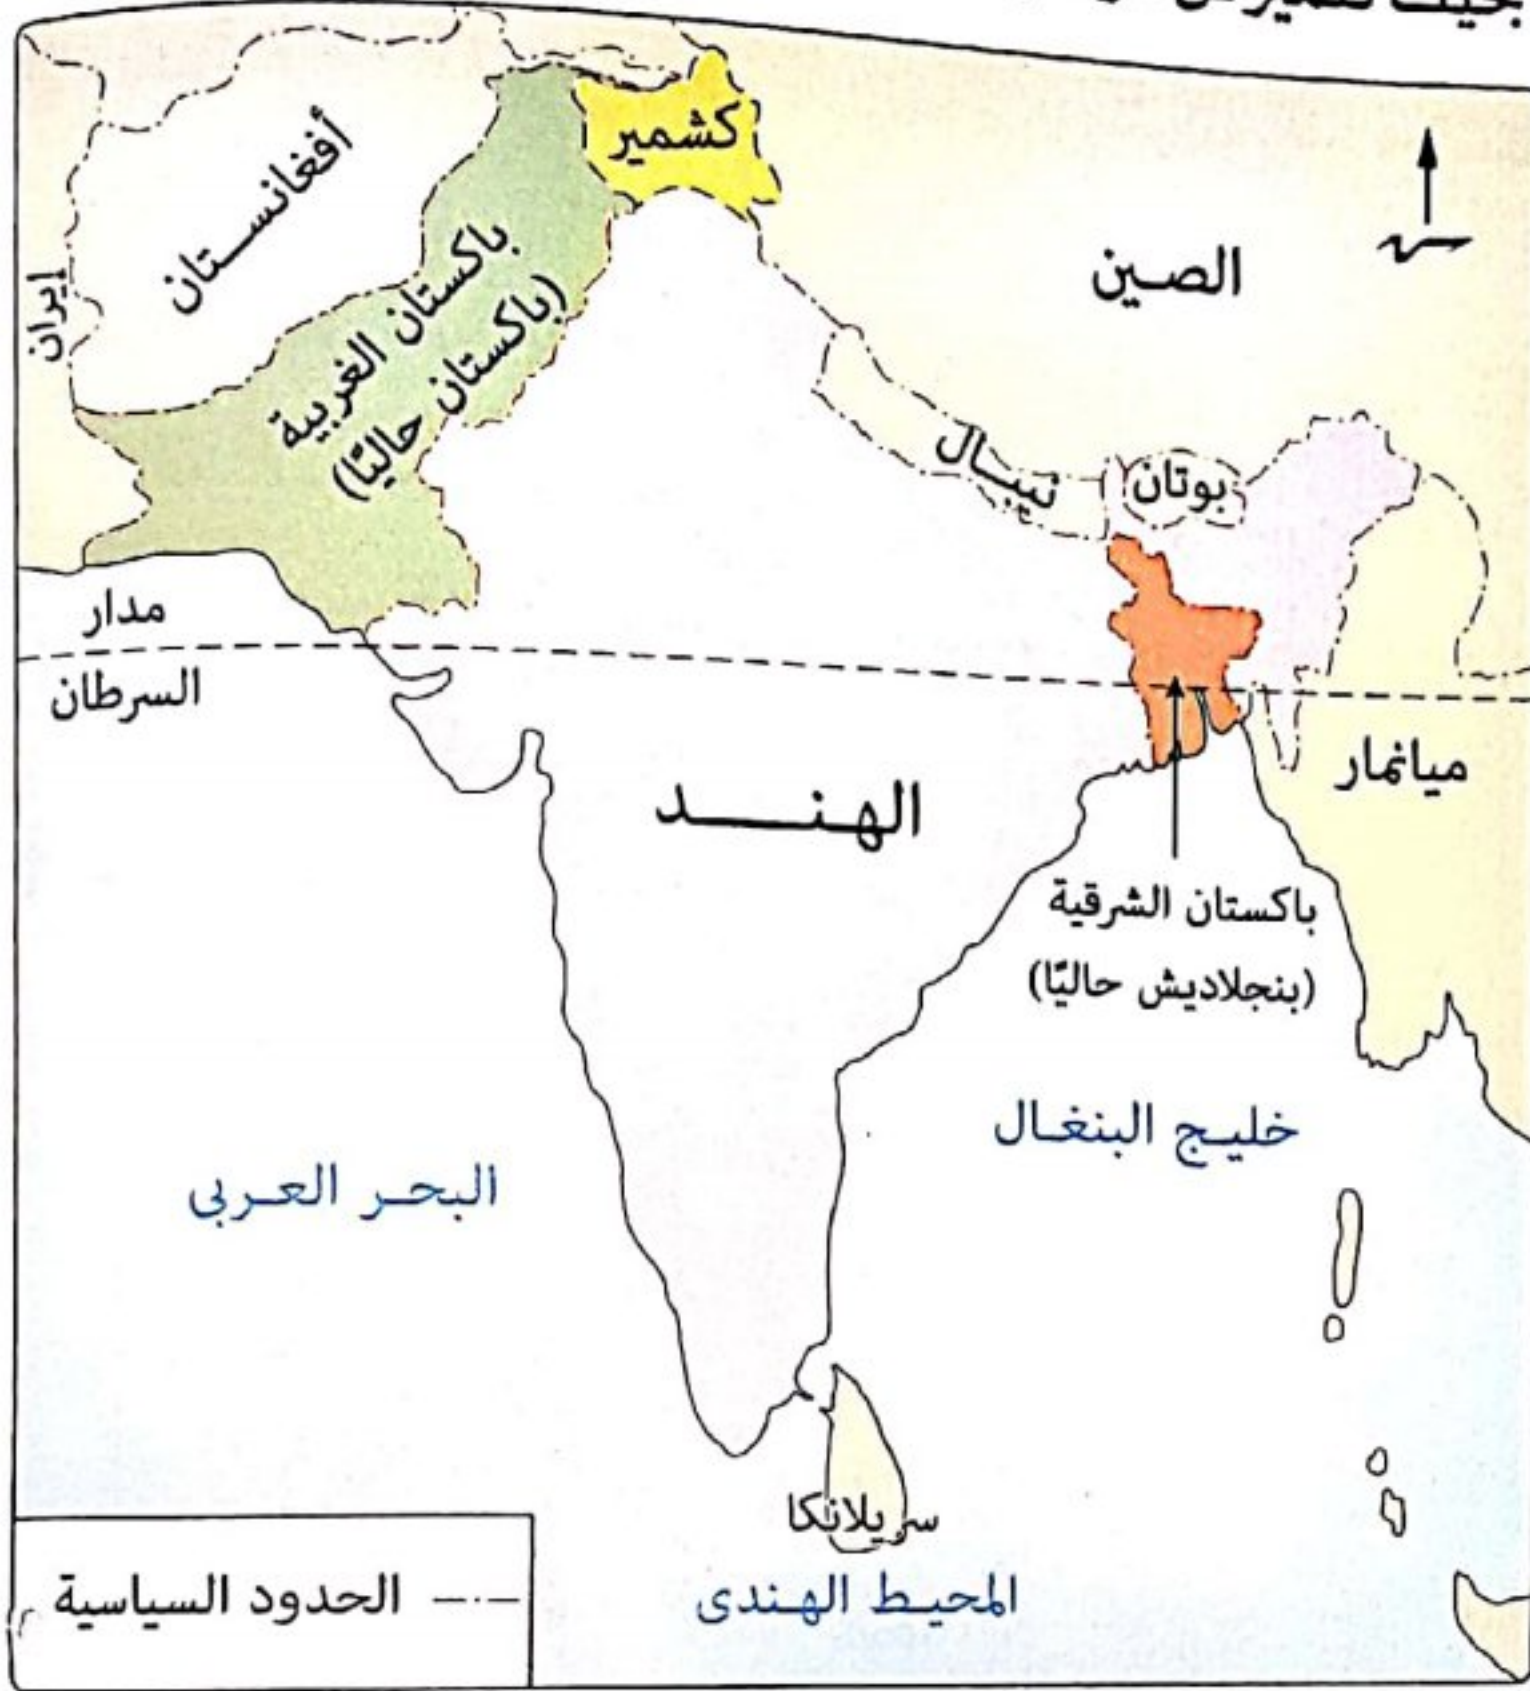 كشمير
أفغانستان
إيران
الصين
باكستان الغربية
(باكستان حاليًا)
نيبال
بوتان
مدار
السرطان
الهند
ميانمار
باكستان الشرقية
(بنجلاديش حاليًا)
خليج البنغال
البحر العربى
سريلانكا
المحيط الهندى
الحدود السياسية